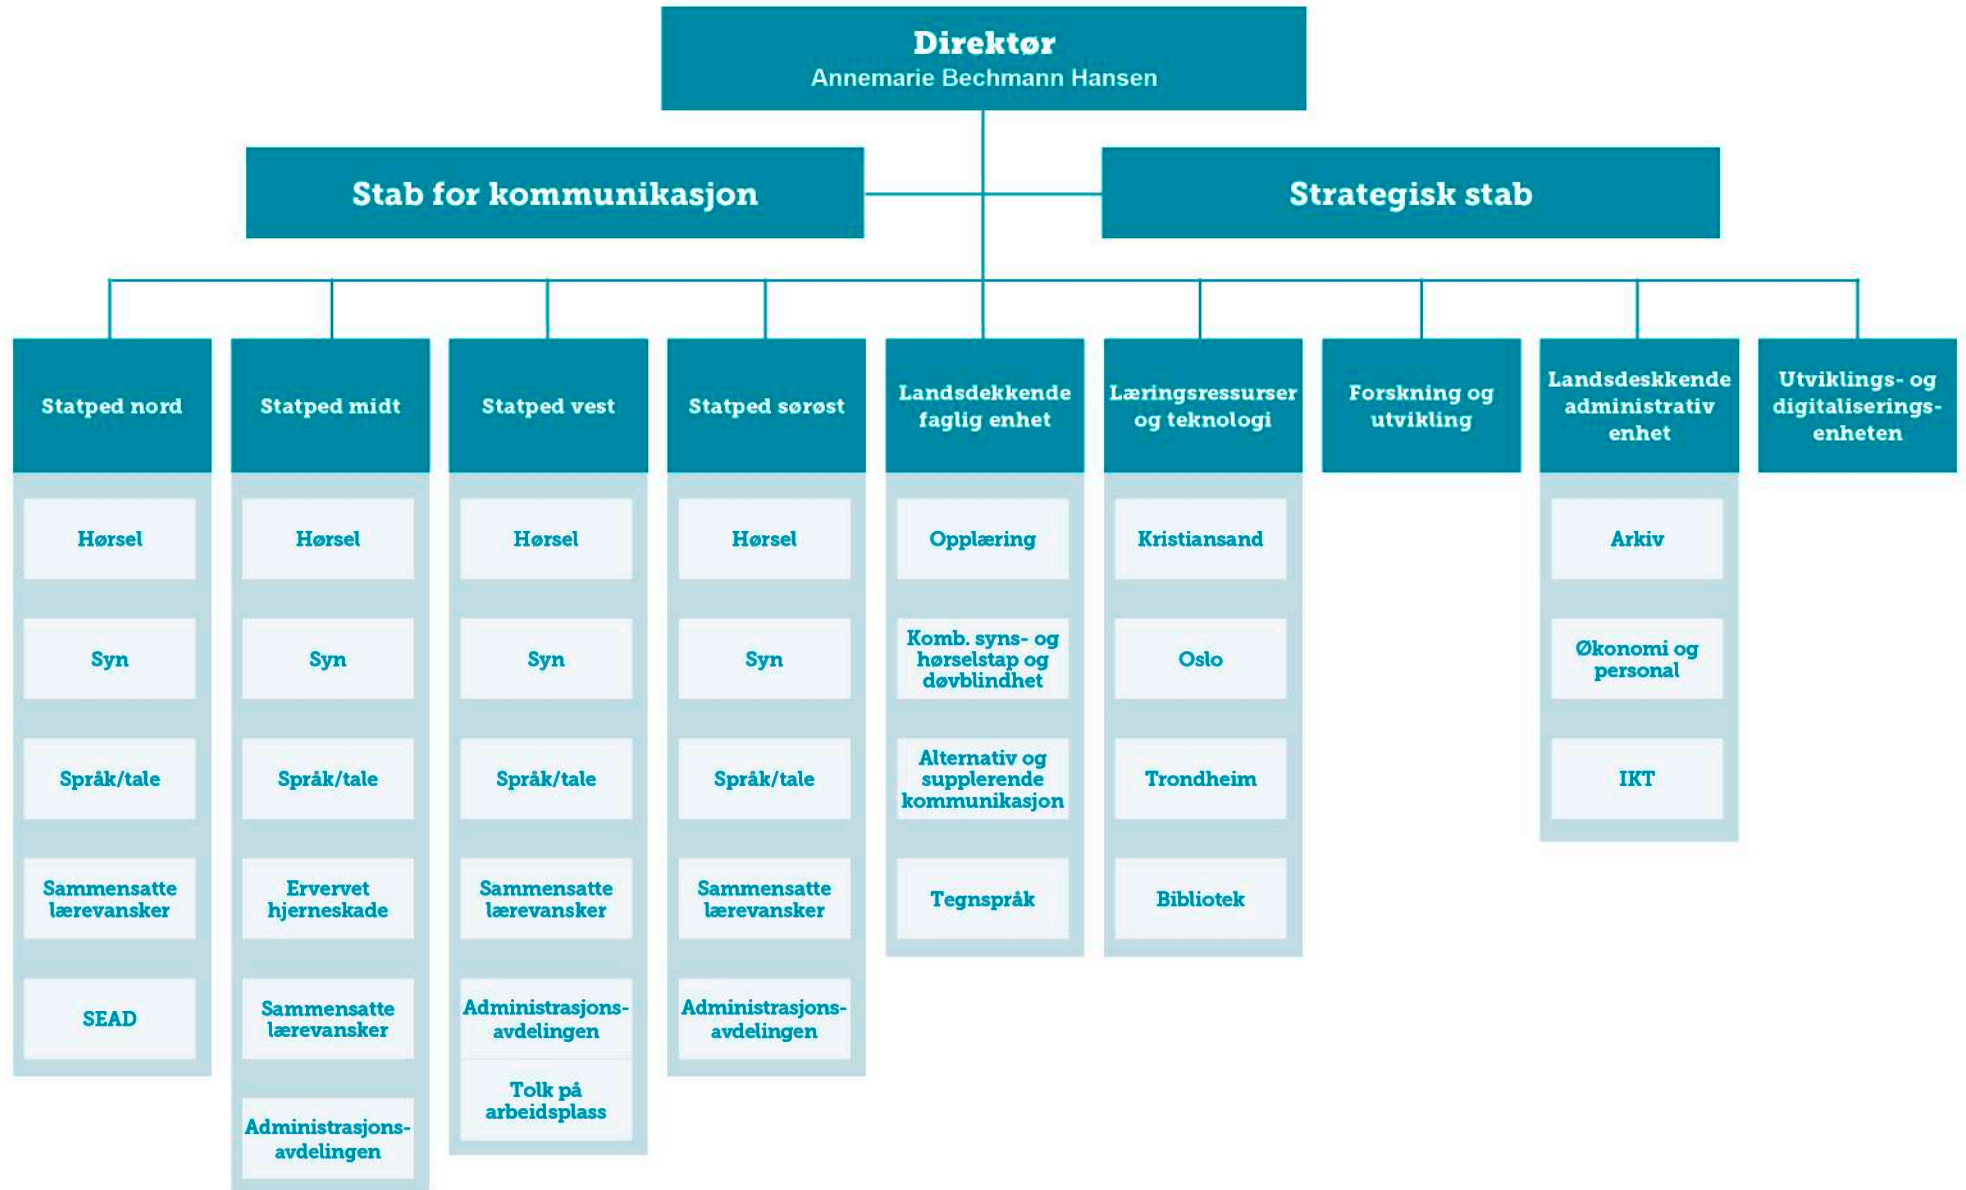 Direktør
Annemarie Bechmann Hansen
Stab for kommunikasjon
Strategisk stab
Statped nord
Statped midt
Statped vest
Statped sørøst
Landsdekkende
faglig enhet
Læringsressurser
og teknologi
Forskning og
utvikling
Landsdeskkende
administrativ
enhet
Utviklings- og
digitaliserings-
enheten
Hørsel
Syn
Språk/tale
Sammensatte
lærevansker
SEAD
Hørsel
Syn
Språk/tale
Ervervet
hjerneskade
Sammensatte
lærevansker
Administrasjons-
avdelingen
Hørsel
Syn
Språk/tale
Sammensatte
lærevansker
Administrasjons-
avdelingen
Tolk på
arbeidsplass
Hørsel
Syn
Språk/tale
Sammensatte
lærevansker
Administrasjons-
avdelingen
Opplæring
Komb. syns- og
hørselstap og
døvblindhet
Alternativ og
supplerende
kommunikasjon
Tegnspråk
Kristiansand
Oslo
Trondheim
Bibliotek
Arkiv
Økonomi og
personal
IKT